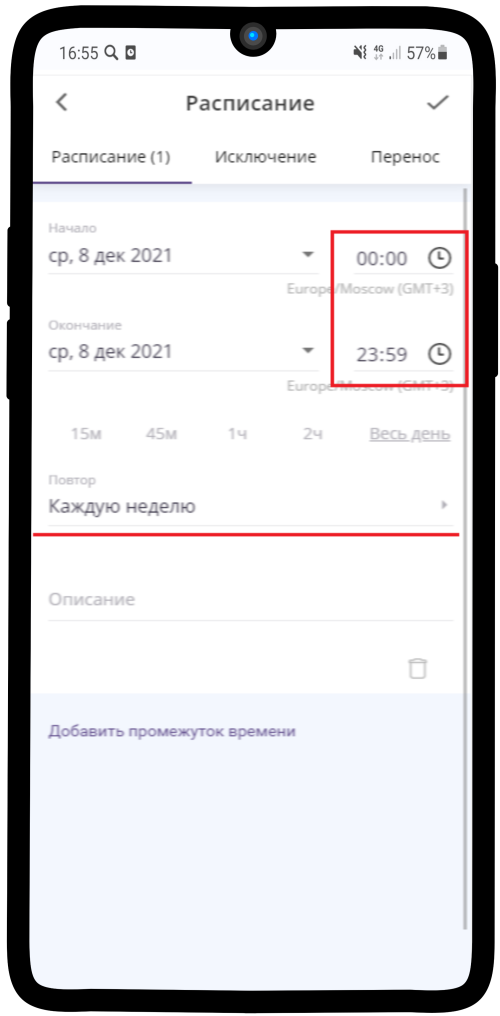 16:55 4G 57%
Расписание
Расписание (1) Исключение Перенос
Начало
ср, 8 дек 2021 00:00
Europe/Moscow (GMT+3)
Окончание
ср, 8 дек 2021 23:59
Europe/Moscow (GMT+3)
15м 45м 1ч 2ч Весь день
Повтор
Каждую неделю
Описание
Добавить промежуток времени